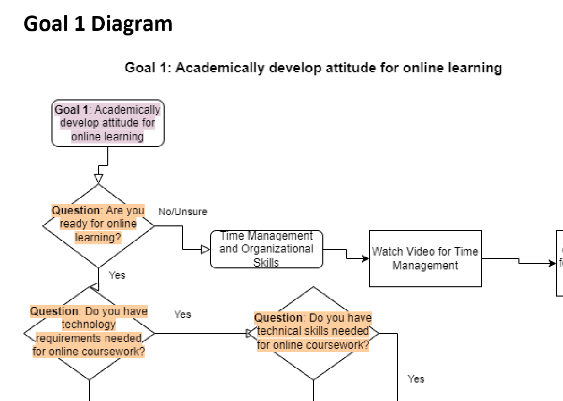 Goal 1 Diagram
Goal 1: Academically develop attitude for online learning
Goal 1: Academically
develop attitude for
online learning
Question: Are you
ready for online
learning?
No/Unsure
Time Management
and Organizational
Skills
Watch Video for Time
Management
Yes
Question: Do you have
technology
requirements needed
for online coursework?
Yes
Question: Do you have
technical skills needed
for online coursework?
Yes